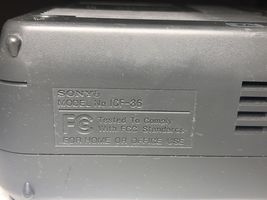 SONY®
MODEL No ICF-36
FC Tested To Comply
With FCC Standards
FOR HOME OR OFFICE USE